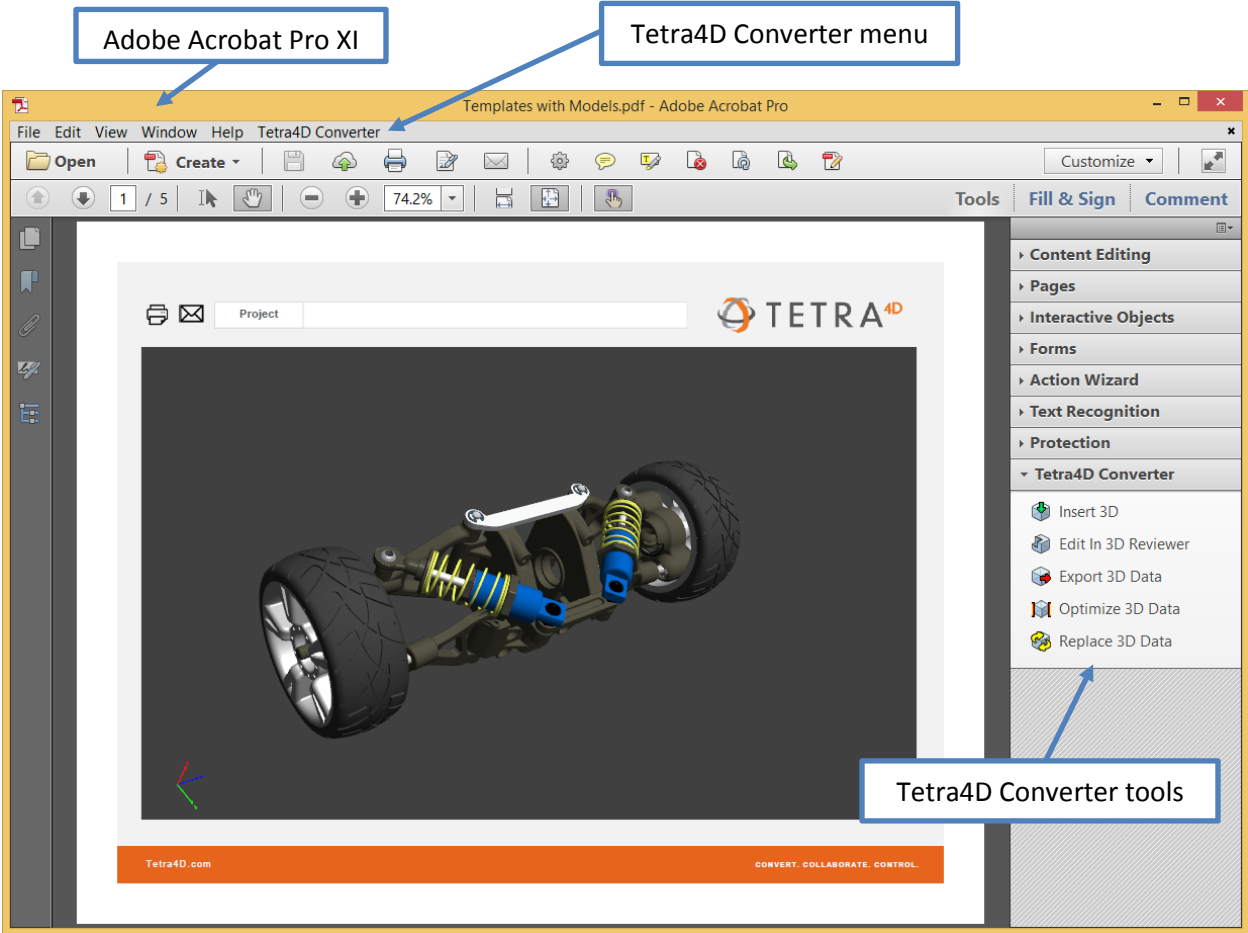 Adobe Acrobat Pro XI
Tetra4D Converter menu
Templates with Models.pdf - Adobe Acrobat Pro
File Edit View Window Help Tetra4D Converter
Open Create Customize
1 / 5 74.2% Tools Fill & Sign Comment
Content Editing
Pages
Interactive Objects
Forms
Action Wizard
Text Recognition
Protection
Tetra4D Converter
Insert 3D
Edit In 3D Reviewer
Export 3D Data
Optimize 3D Data
Replace 3D Data
Project
TETRA4D
Tetra4D Converter tools
Tetra4D.com
CONVERT. COLLABORATE. CONTROL.